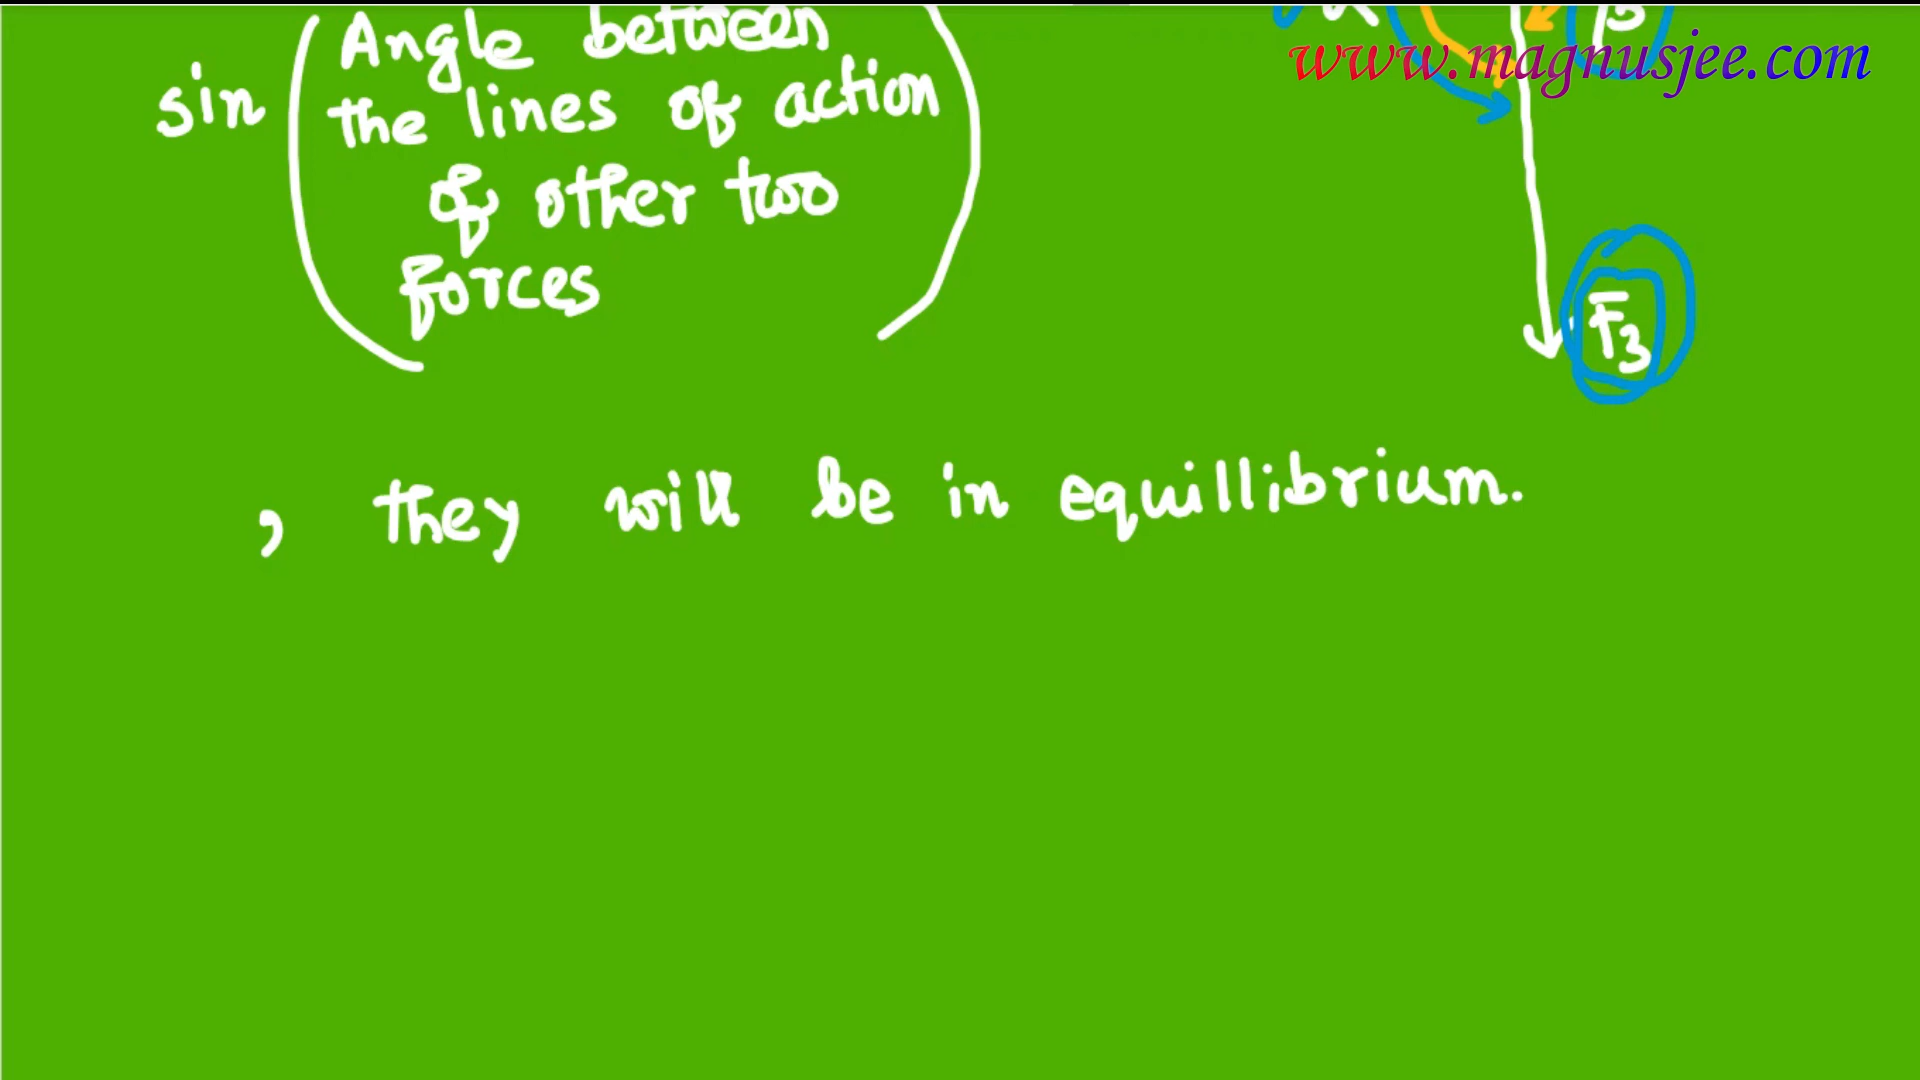 Angle between
sin ( the lines of action
of other two
forces )
α
β
www.magnusjee.com
F̅3
, they will be in equillibrium.